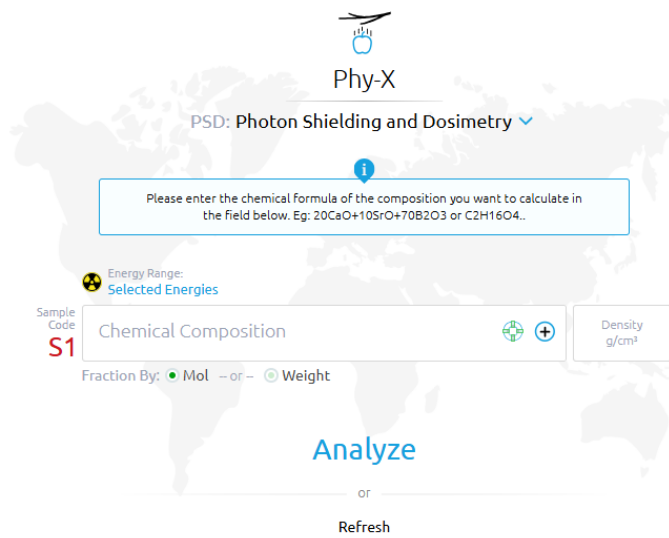 Phy-X
PSD: Photon Shielding and Dosimetry
i
Please enter the chemical formula of the composition you want to calculate in
the field below. Eg: 20CaO+10SrO+70B2O3 or C2H16O4..
Energy Range:
Selected Energies
Sample
Code
S1
Chemical Composition
Density
g/cm³
Fraction By: Mol -- or -- Weight
Analyze
or
Refresh